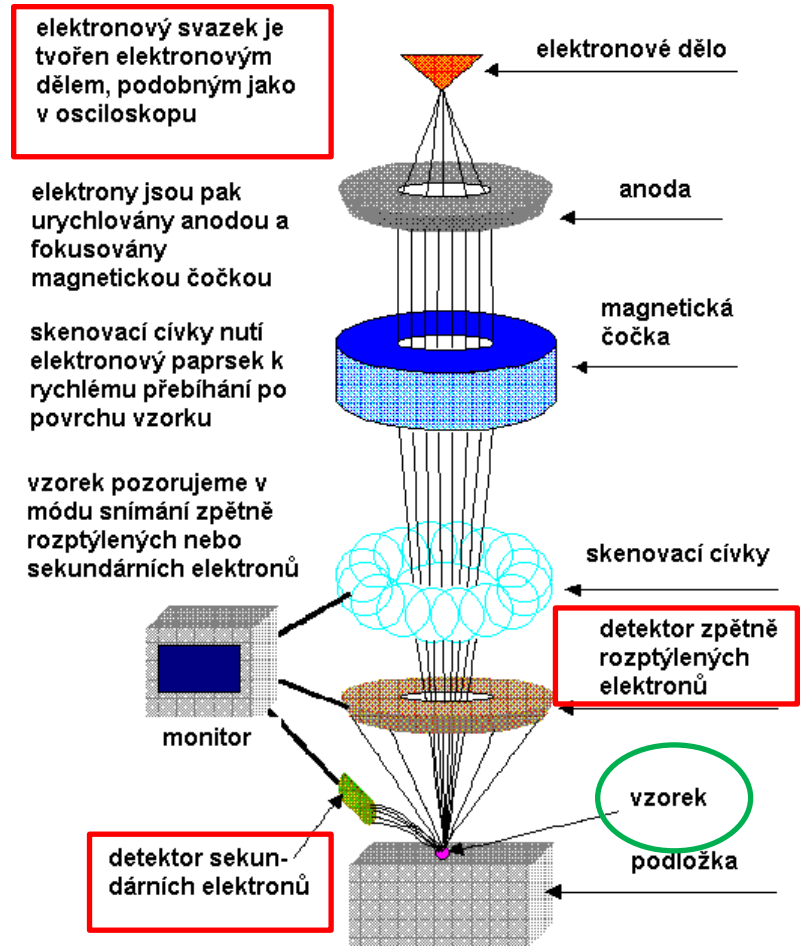 elektronový svazek je
tvořen elektronovým
dělem, podobným jako
v osciloskopu
elektronové dělo
elektrony jsou pak
urychlovány anodou a
fokusovány
magnetickou čočkou
anoda
magnetická
čočka
skenovací cívky nutí
elektronový paprsek k
rychlému přebíhání po
povrchu vzorku
vzorek pozorujeme v
módu snímání zpětně
rozptýlených nebo
sekundárních elektronů
skenovací cívky
detektor zpětně
rozptýlených
elektronů
monitor
vzorek
detektor sekun-
dárních elektronů
podložka